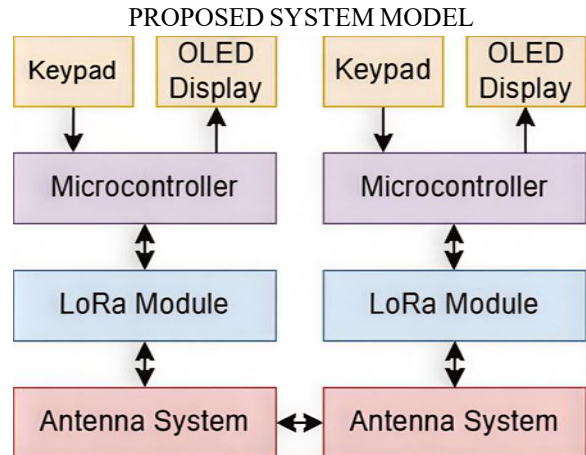 PROPOSED SYSTEM MODEL
Keypad
OLED
Display
Keypad
OLED
Display
Microcontroller
Microcontroller
LoRa Module
LoRa Module
Antenna System
Antenna System